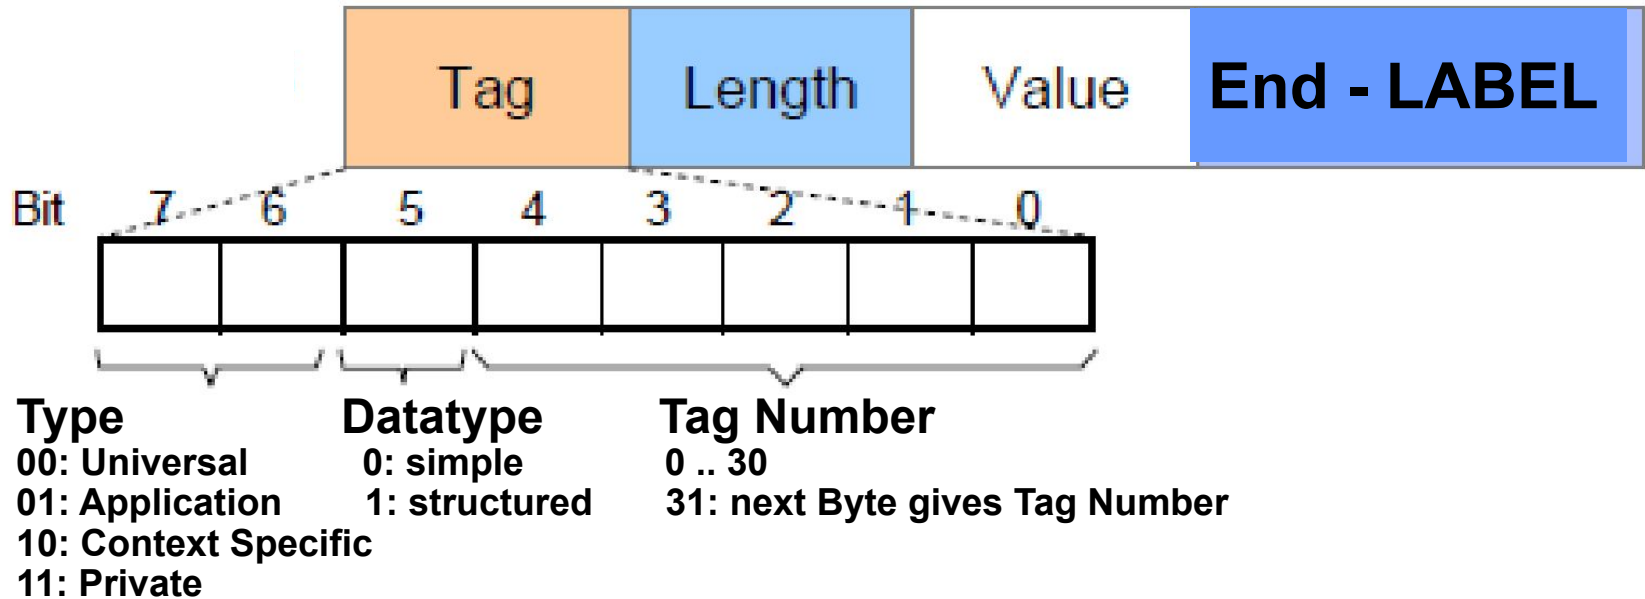 Tag Length Value End - LABEL
Bit 7 6 5 4 3 2 1 0
Type Datatype Tag Number
00: Universal 0: simple 0 .. 30
01: Application 1: structured 31: next Byte gives Tag Number
10: Context Specific
11: Private